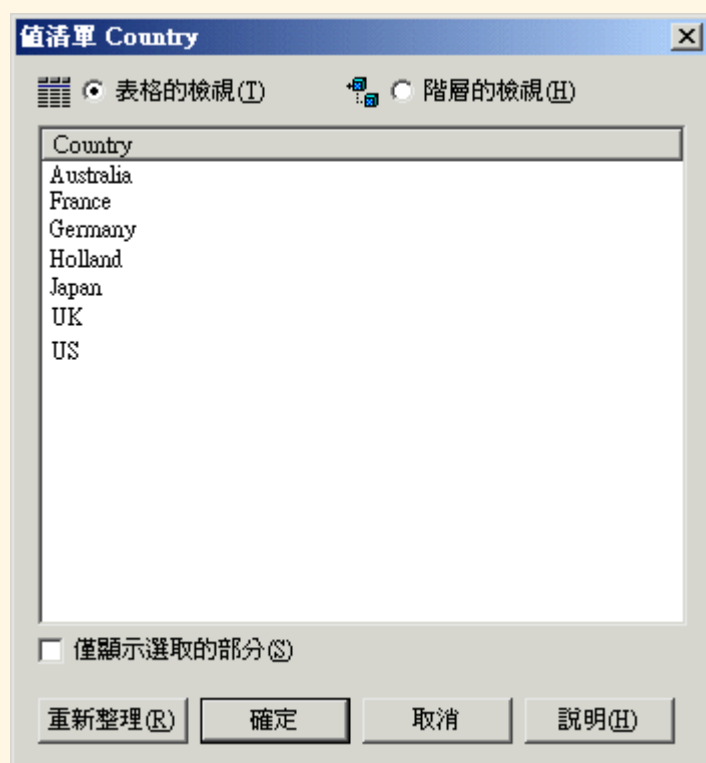 值清單 Country
表格的檢視(T) 階層的檢視(H)
Country
Australia
France
Germany
Holland
Japan
UK
US
僅顯示選取的部分(S)
重新整理(R) 確定 取消 說明(H)